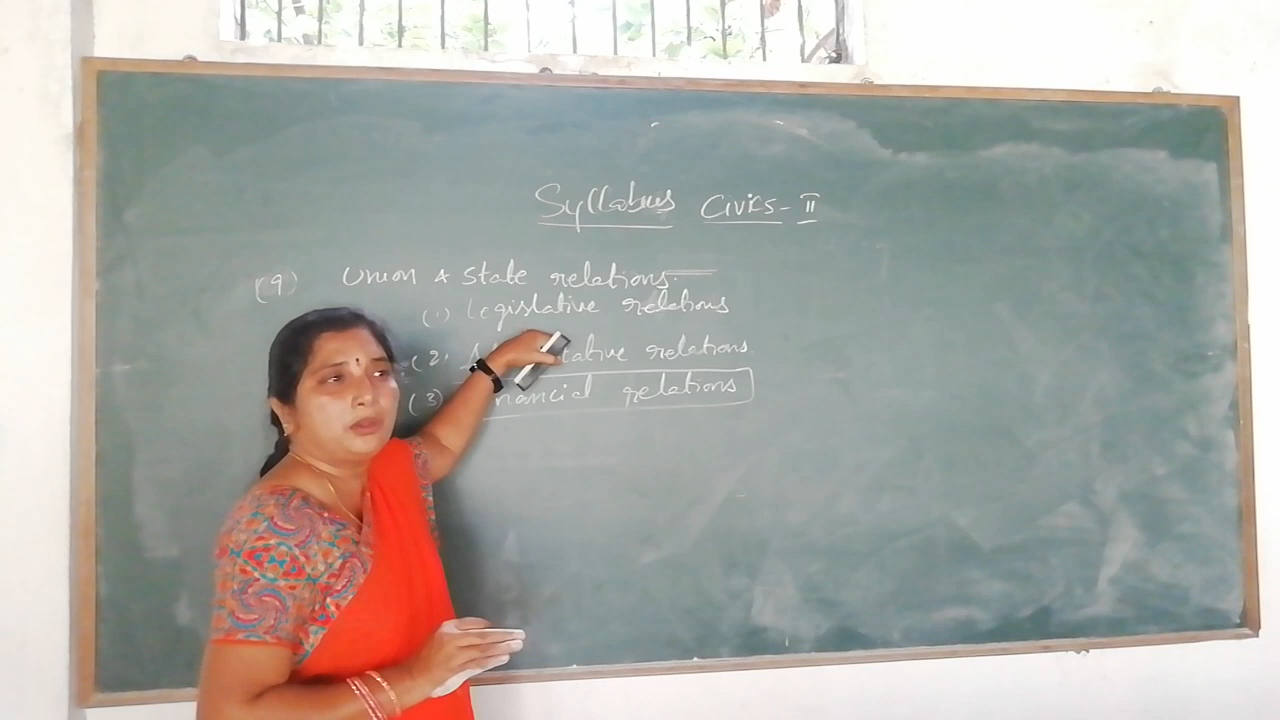 Syllabus Civics - II
(9) Union & State relations.
(1) Legislative relations
(2) relations
(3) relations